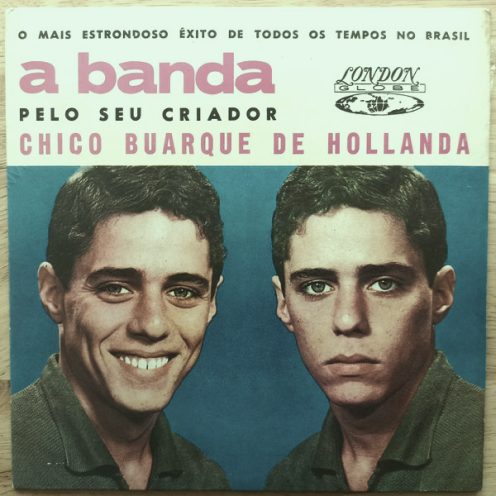 O MAIS ESTRONDOSO ÊXITO DE TODOS OS TEMPOS NO BRASIL
a banda
LONDON
GLOBE
PELO SEU CRIADOR
CHICO BUARQUE DE HOLLANDA